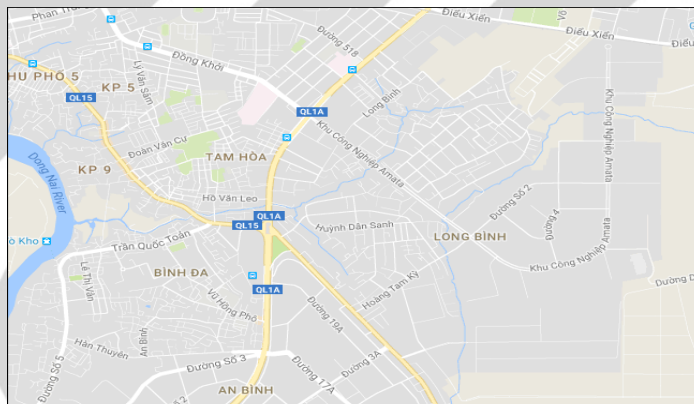 Điểu Xiển
Điểu Xiển
Điểu
Đường 518
Đồng Khởi
HU PHỐ 5
KP 5
Lý Văn Sâm
QL15
QL1A
Long Bình
Khu Công Nghiệp Amata
Khu Công Nghiệp Amata
Đoàn Văn Cự
TAM HÒA
KP 9
Dong Nai River
Hồ Văn Leo
QL1A
QL15
Huỳnh Dân Sanh
Đường Số 2
Đường 4
LONG BÌNH
Trần Quốc Toản
BÌNH ĐA
Khu Công Nghiệp Amata
Hoàng Tam Kỳ
QL1A
Lê Thị Vân
Vũ Hồng Phô
Đường 19A
An Bình
Hàn Thuyên
Đường Số 3
Đường 3A
Đường Số 5
Đường 17A
AN BÌNH